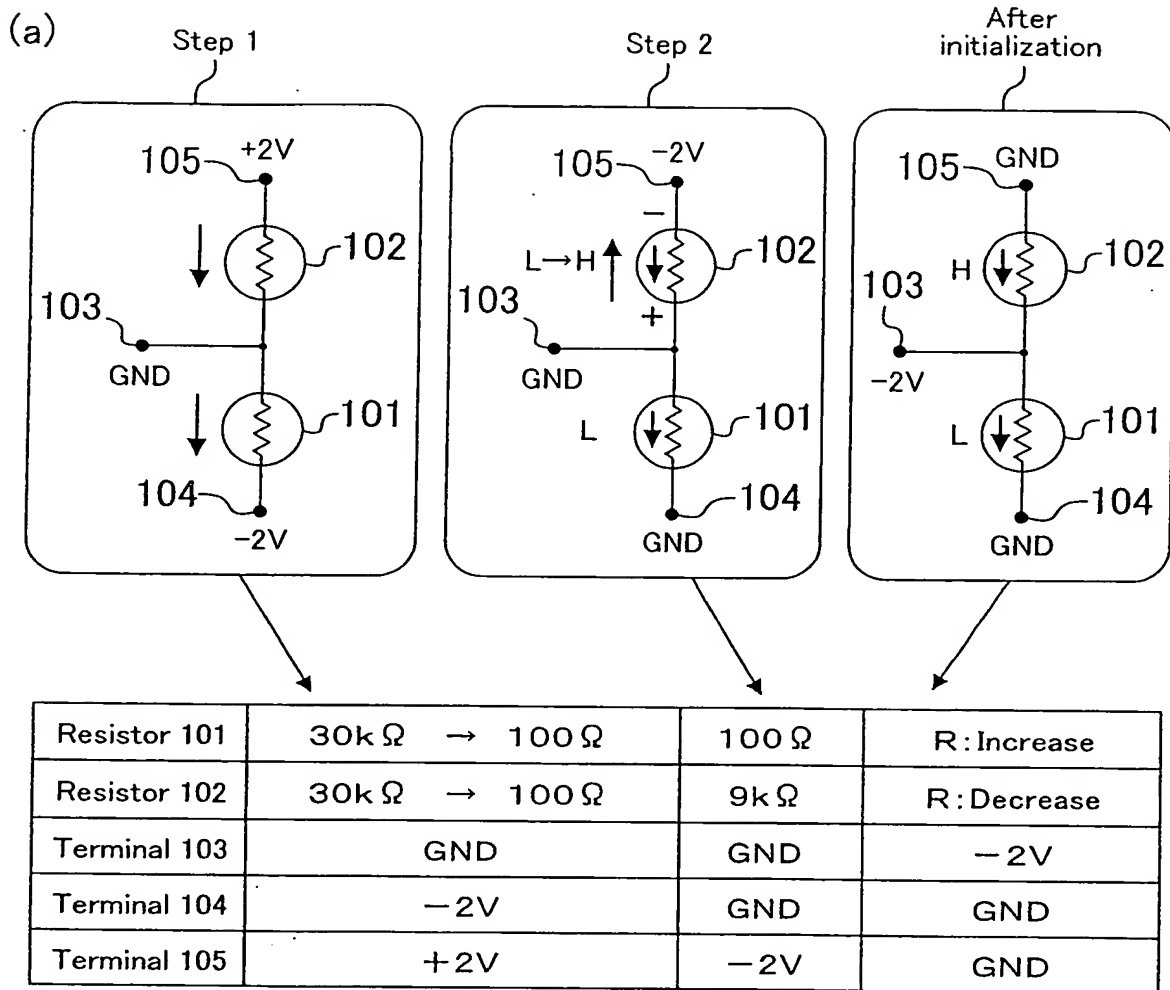 (a)
Step 1
Step 2
After
initialization
+2V
105
102
103
GND
101
104
-2V
-2V
105
-
L→H
102
+
103
GND
L
101
104
GND
GND
105
H
102
103
-2V
L
101
104
GND
Resistor 101 30kΩ → 100Ω 100Ω R:Increase
Resistor 102 30kΩ → 100Ω 9kΩ R:Decrease
Terminal 103 GND GND -2V
Terminal 104 -2V GND GND
Terminal 105 +2V -2V GND